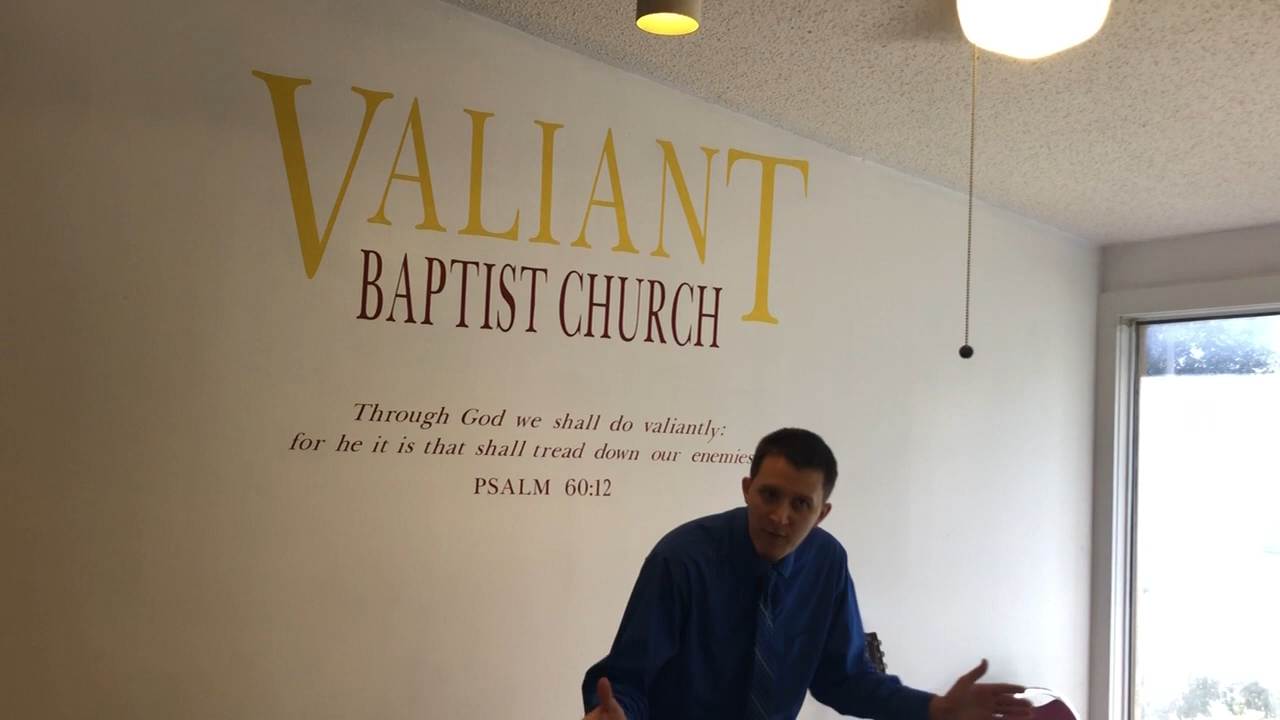 VALIANT
BAPTIST CHURCH
Through God we shall do valiantly:
for he it is that shall tread down our enemies
PSALM 60:12